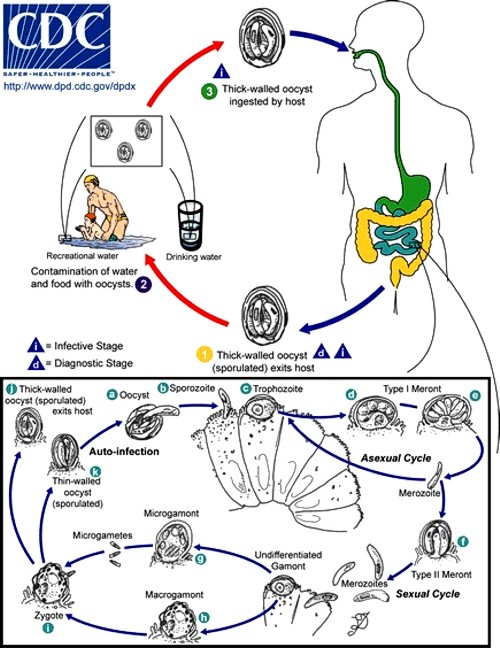 CDC
SAFER • HEALTHIER • PEOPLE™
http://www.dpd.cdc.gov/dpdx
i
3 Thick-walled oocyst
ingested by host
Recreational water
Drinking water
Contamination of water
and food with oocysts. 2
i = Infective Stage
d = Diagnostic Stage
1 Thick-walled oocyst d i
(sporulated) exits host
j Thick-walled
oocyst (sporulated)
exits host
a Oocyst
b Sporozoite
c Trophozoite
d
Type I Meront
e
Auto-infection
k
Thin-walled
oocyst
(sporulated)
Asexual Cycle
Merozoite
f
Type II Meront
Merozoites
Sexual Cycle
Undifferentiated
Gamont
Microgamont
g
Microgametes
Macrogamont
h
Zygote
i